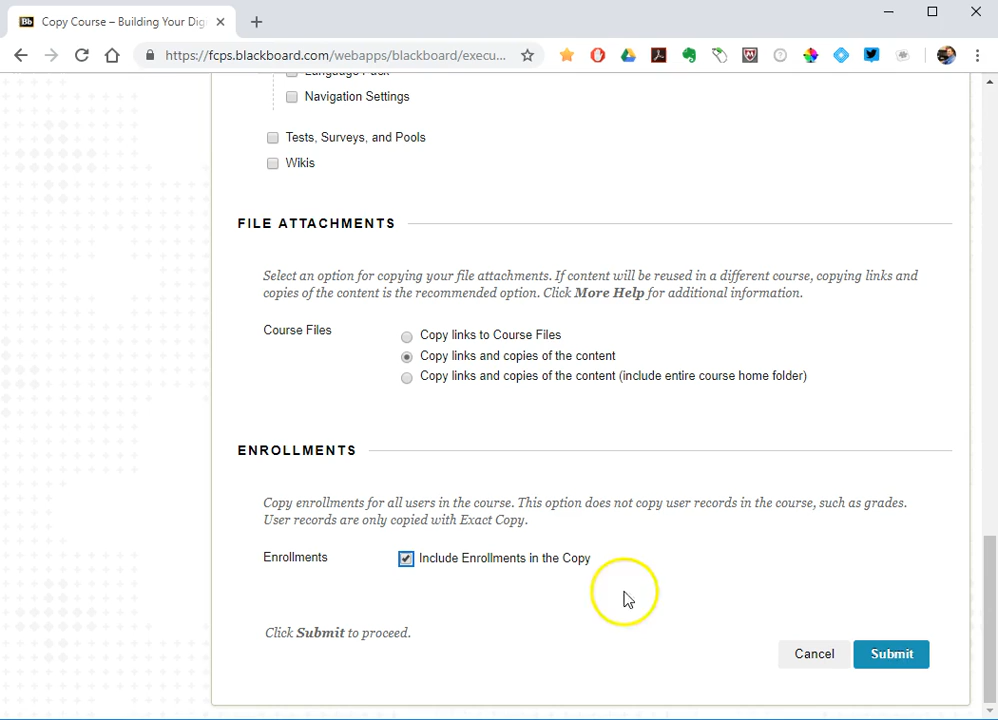 Bb Copy Course – Building Your Dig
https://fcps.blackboard.com/webapps/blackboard/execu...
Language Pack
Navigation Settings
Tests, Surveys, and Pools
Wikis
FILE ATTACHMENTS
Select an option for copying your file attachments. If content will be reused in a different course, copying links and
copies of the content is the recommended option. Click More Help for additional information.
Course Files
Copy links to Course Files
Copy links and copies of the content
Copy links and copies of the content (include entire course home folder)
ENROLLMENTS
Copy enrollments for all users in the course. This option does not copy user records in the course, such as grades.
User records are only copied with Exact Copy.
Enrollments Include Enrollments in the Copy
Click Submit to proceed.
Cancel Submit